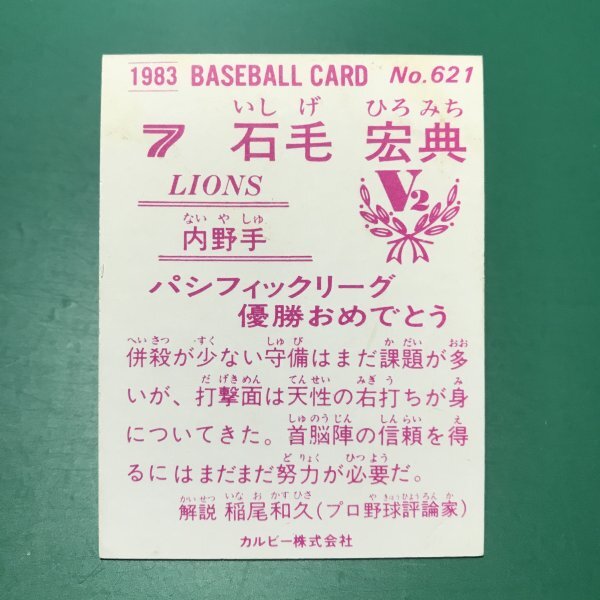 1983 BASEBALL CARD No.621
いしげ ひろみち
7 石毛 宏典
LIONS
V2
ないやしゅ
内野手
パシフィックリーグ
優勝おめでとう
へいさつ すく しゅび かだい おお
併殺が少ない守備はまだ課題が多
だげきめん てんせい みぎう み
いが、打撃面は天性の右打ちが身
しゅのうじん しんらい え
についてきた。首脳陣の信頼を得
どりょく ひつよう
るにはまだまだ努力が必要だ。
かいせつ いなおかずひさ やきゅうひょうろんか
解説 稲尾和久(プロ野球評論家)
カルビー株式会社